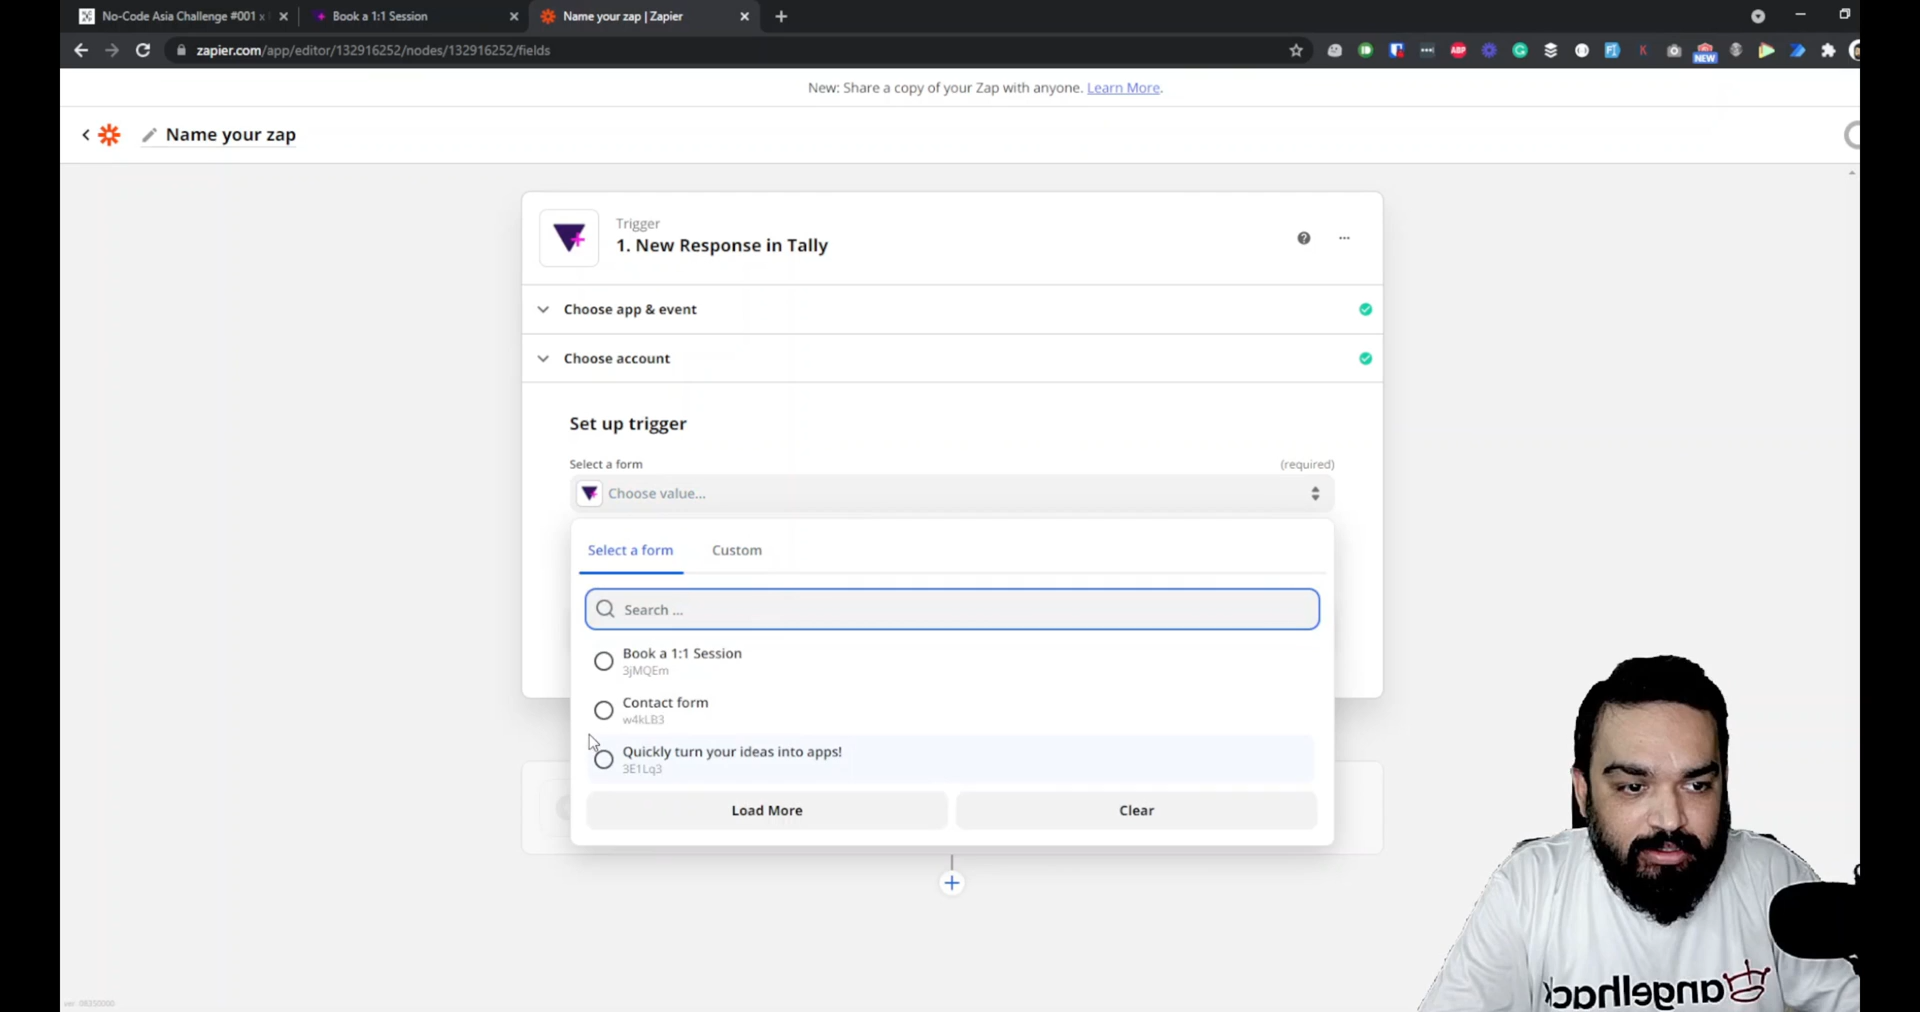 No-Code Asia Challenge #001 x
Book a 1:1 Session
Name your zap | Zapier
zapier.com/app/editor/132916252/nodes/132916252/fields
ABP
NEW
New: Share a copy of your Zap with anyone. Learn More.
Name your zap
Trigger
1. New Response in Tally
Choose app & event
Choose account
Set up trigger
Select a form
(required)
Choose value...
Select a form
Custom
Search ...
Book a 1:1 Session
3jMQEm
Contact form
w4kLB3
Quickly turn your ideas into apps!
3E1Lq3
Load More
Clear
angelhack